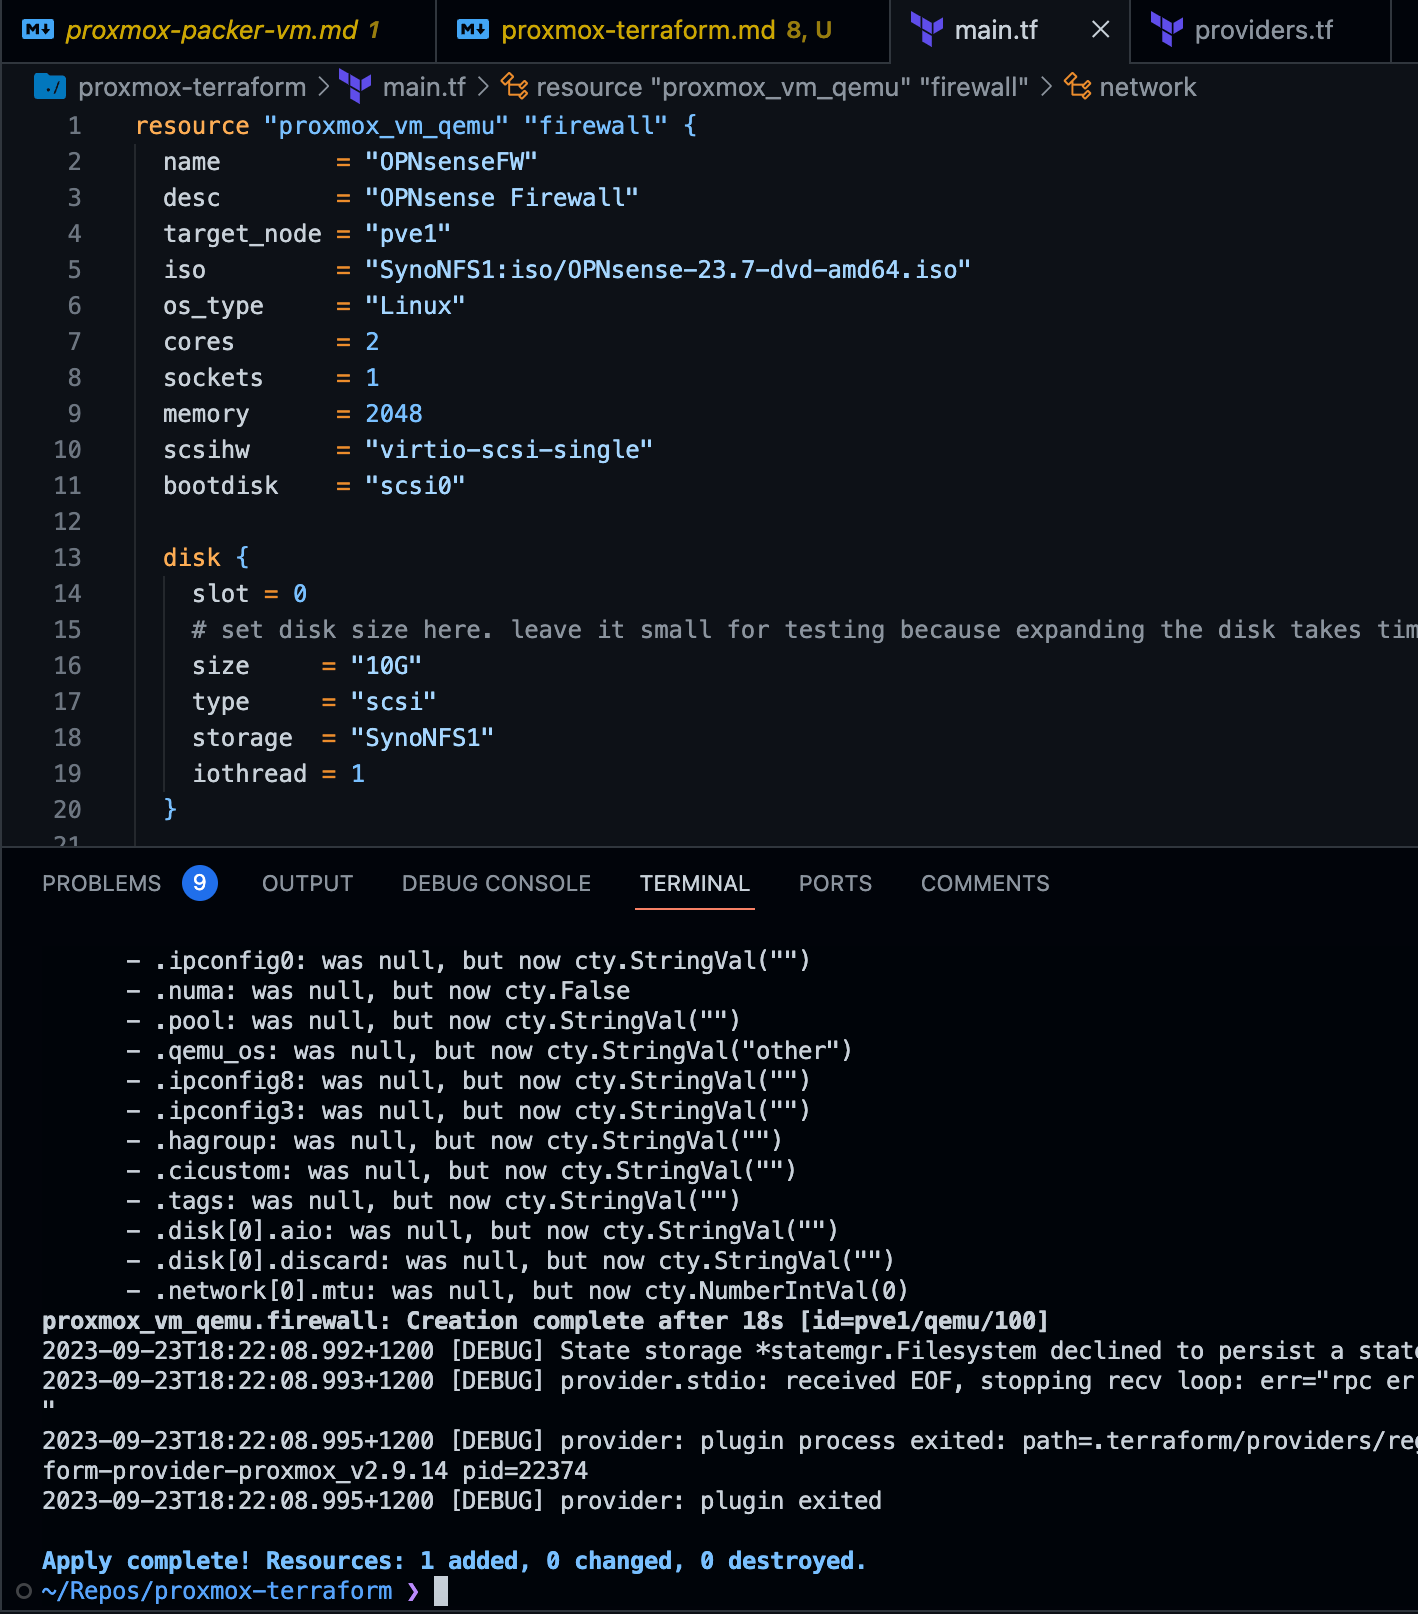 proxmox-packer-vm.md 1
proxmox-terraform.md 8, U
main.tf
providers.tf
proxmox-terraform > main.tf > resource "proxmox_vm_qemu" "firewall" > network
1 resource "proxmox_vm_qemu" "firewall" {
2 name = "OPNsenseFW"
3 desc = "OPNsense Firewall"
4 target_node = "pve1"
5 iso = "SynoNFS1:iso/OPNsense-23.7-dvd-amd64.iso"
6 os_type = "Linux"
7 cores = 2
8 sockets = 1
9 memory = 2048
10 scsihw = "virtio-scsi-single"
11 bootdisk = "scsi0"
12
13 disk {
14 slot = 0
15 # set disk size here. leave it small for testing because expanding the disk takes tim
16 size = "10G"
17 type = "scsi"
18 storage = "SynoNFS1"
19 iothread = 1
20 }
21
PROBLEMS 9 OUTPUT DEBUG CONSOLE TERMINAL PORTS COMMENTS
- .ipconfig0: was null, but now cty.StringVal("")
- .numa: was null, but now cty.False
- .pool: was null, but now cty.StringVal("")
- .qemu_os: was null, but now cty.StringVal("other")
- .ipconfig8: was null, but now cty.StringVal("")
- .ipconfig3: was null, but now cty.StringVal("")
- .hagroup: was null, but now cty.StringVal("")
- .cicustom: was null, but now cty.StringVal("")
- .tags: was null, but now cty.StringVal("")
- .disk[0].aio: was null, but now cty.StringVal("")
- .disk[0].discard: was null, but now cty.StringVal("")
- .network[0].mtu: was null, but now cty.NumberIntVal(0)
proxmox_vm_qemu.firewall: Creation complete after 18s [id=pve1/qemu/100]
2023-09-23T18:22:08.992+1200 [DEBUG] State storage *statemgr.Filesystem declined to persist a stat
2023-09-23T18:22:08.993+1200 [DEBUG] provider.stdio: received EOF, stopping recv loop: err="rpc er
"
2023-09-23T18:22:08.995+1200 [DEBUG] provider: plugin process exited: path=.terraform/providers/reg
form-provider-proxmox_v2.9.14 pid=22374
2023-09-23T18:22:08.995+1200 [DEBUG] provider: plugin exited
Apply complete! Resources: 1 added, 0 changed, 0 destroyed.
~/Repos/proxmox-terraform ❯